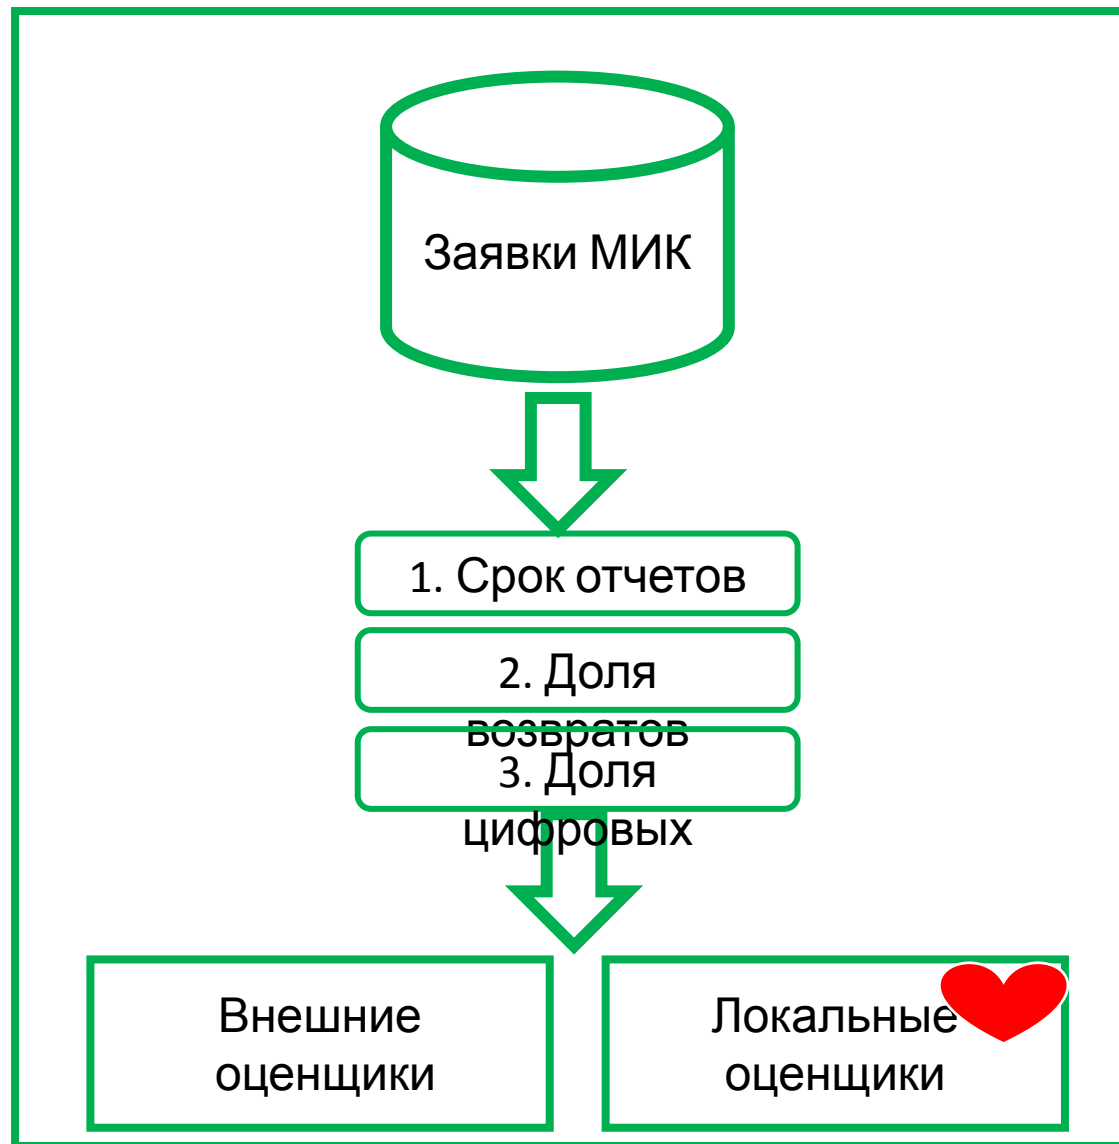 Заявки МИК
1. Срок отчетов
2. Доля
возвратов
3. Доля
цифровых
Внешние
оценщики
Локальные
оценщики